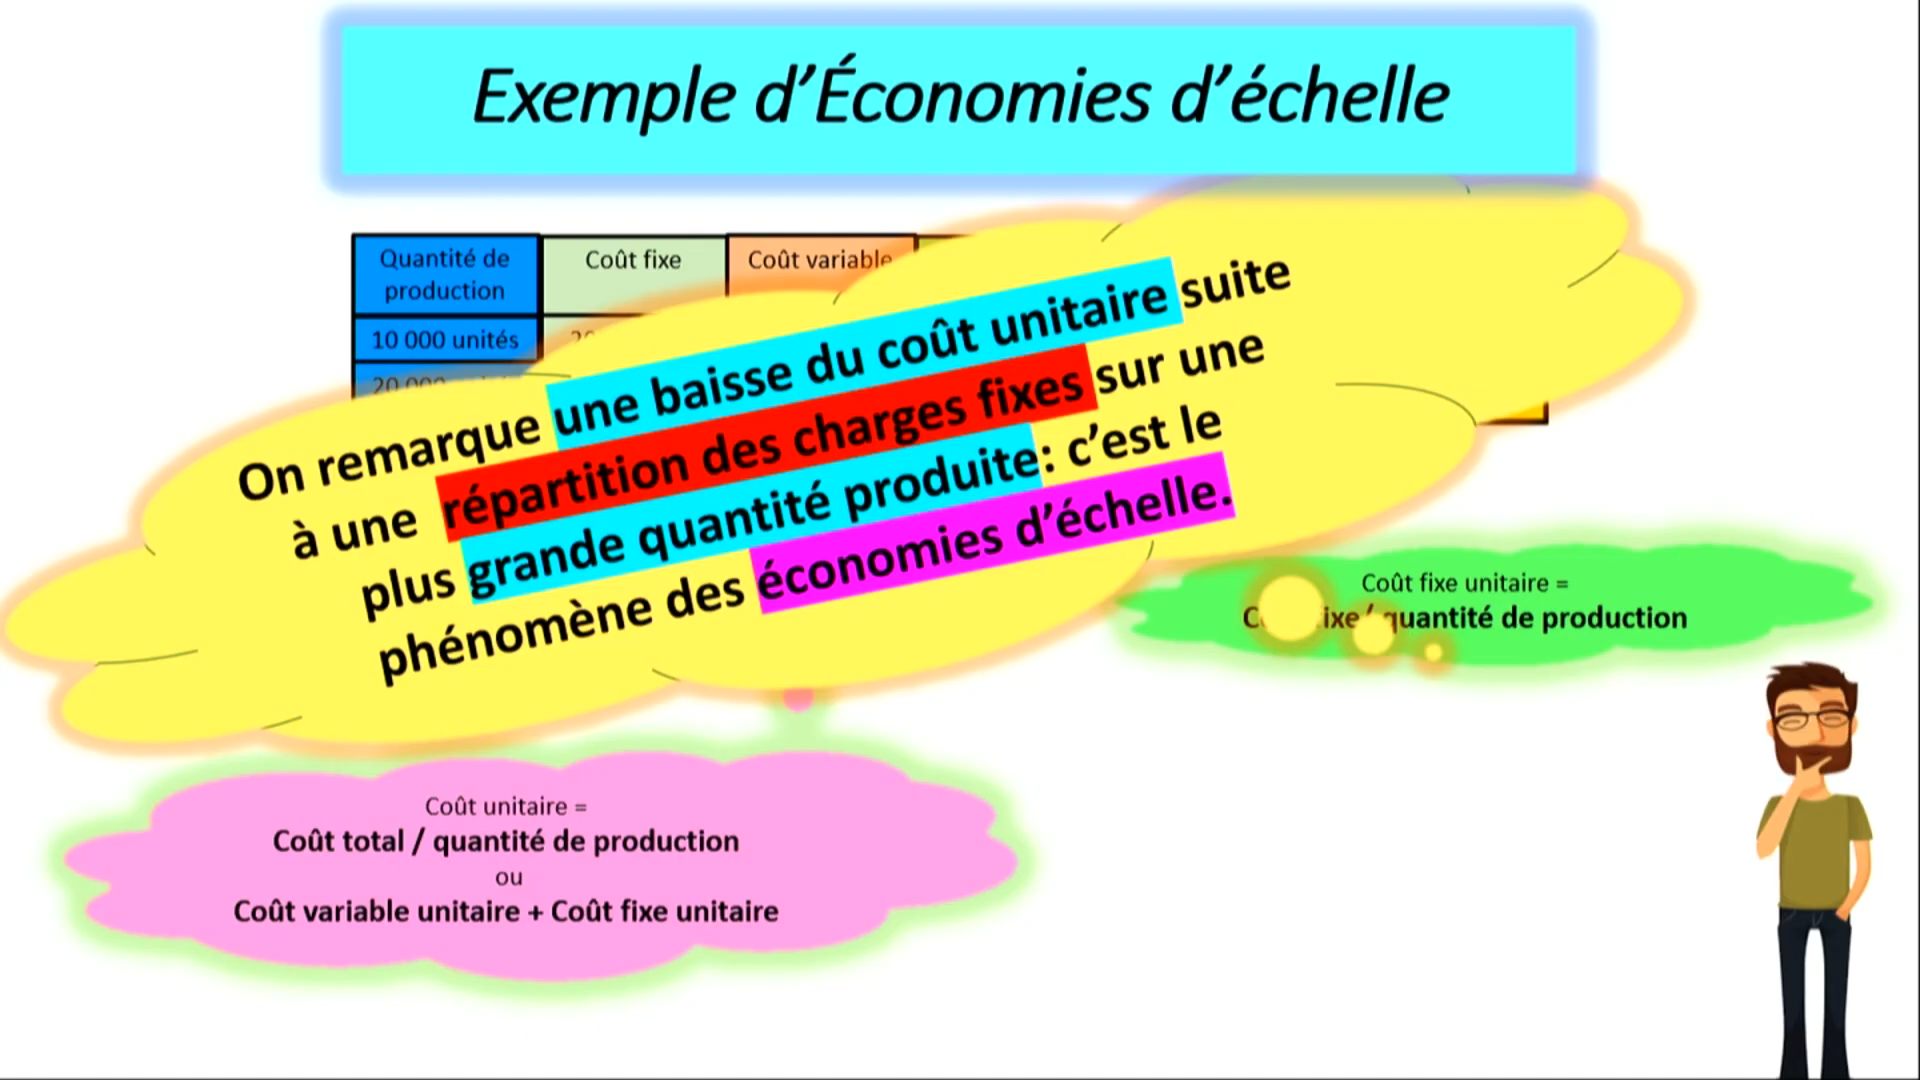 Exemple d’Économies d’échelle
Quantité de production
Coût fixe
Coût variable
10 000 unités
20 000
On remarque une baisse du coût unitaire suite
à une répartition des charges fixes sur une
plus grande quantité produite: c’est le
phénomène des économies d’échelle.
Coût fixe unitaire =
/ quantité de production
Coût unitaire =
Coût total / quantité de production
ou
Coût variable unitaire + Coût fixe unitaire